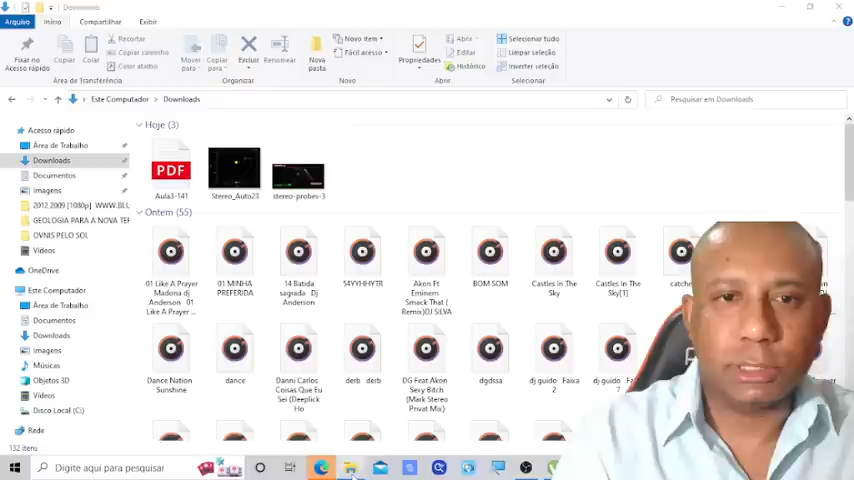 Downloads
Arquivo Início Compartilhar Exibir
Fixar no Acesso rápido
Copiar
Colar
Recortar
Copiar caminho
Colar atalho
Mover para
Copiar para
Excluir
Renomear
Nova pasta
Novo item
Fácil acesso
Propriedades
Abrir
Editar
Histórico
Selecionar tudo
Limpar seleção
Inverter seleção
Área de Transferência Organizar Novo Abrir Selecionar
Este Computador Downloads
Pesquisar em Downloads
Acesso rápido
Área de Trabalho
Downloads
Documentos
Imagens
2012.2009 [1080p] WWW.BLU
GEOLOGIA PARA A NOVA TER
OVNIS PELO SOL
Vídeos
OneDrive
Este Computador
Área de Trabalho
Documentos
Downloads
Imagens
Músicas
Objetos 3D
Vídeos
Disco Local (C:)
Rede
132 itens
Hoje (3)
PDF
Aula3-141
Stereo_Auto23
stereo-probes-3
Ontem (55)
01 Like A Prayer Madona dj Anderson 01 Like A Prayer ...
01 MINHA PREFERIDA
14 Batida sagrada Dj Anderson
54YYHHYTR
Akon Ft Eminem Smack That ( Remix)DJ SILVA
BOM SOM
Castles In The Sky
Castles In The Sky[1]
Dance Nation Sunshine
dance
Danni Carlos Coisas Que Eu Sei (Deeplick Ho
derb derb
DG Feat Akon Sexy Bitch (Mark Stereo Privat Mix)
dgdssa
dj guido Faixa 2
dj guido Faixa 7
Digite aqui para pesquisar